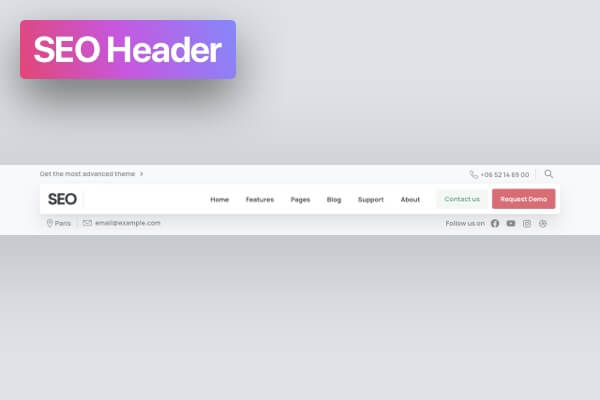 SEO Header
Get the most advanced theme
+06 52 14 69 00
SEO
Home Features Pages Blog Support About Contact us Request Demo
Paris email@example.com
Follow us on